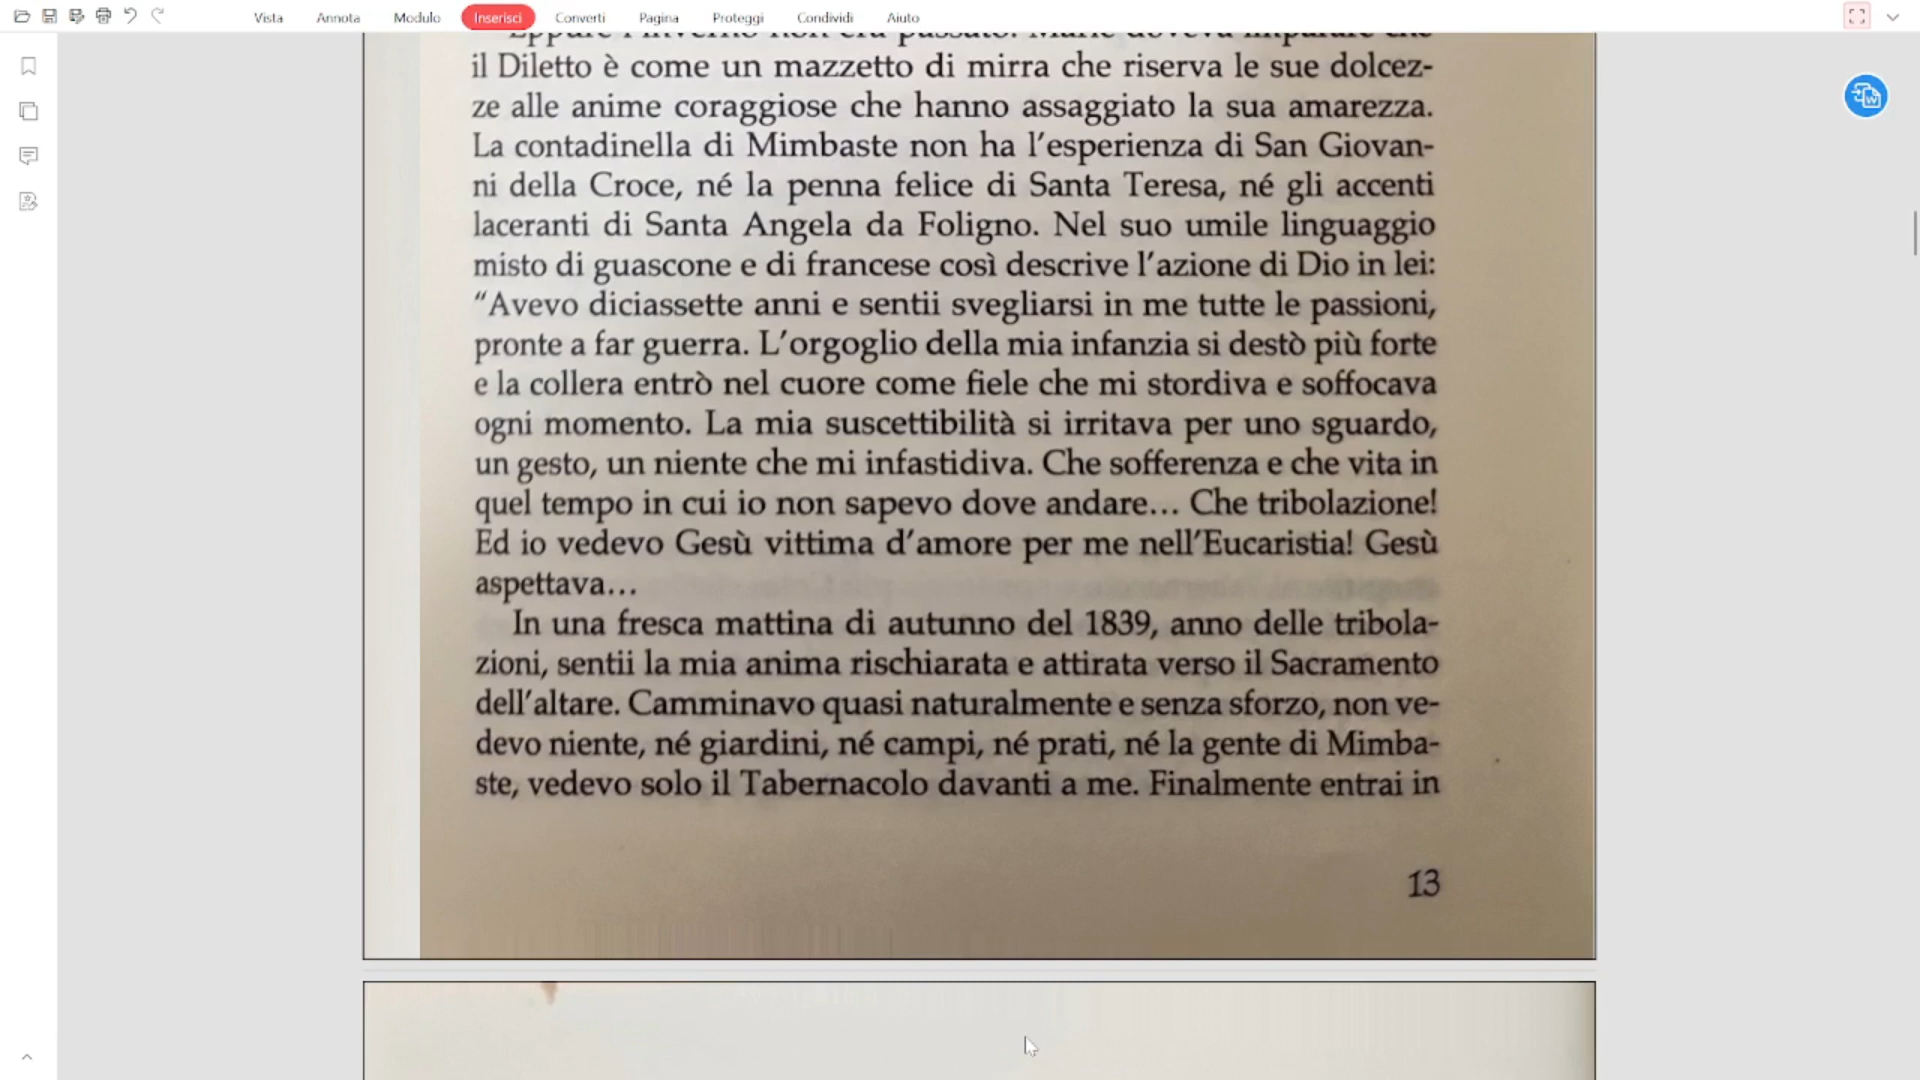 Vista Annota Modulo Inserisci Converti Pagina Proteggi Condividi Aiuto
Eppure l'inverno non era passato. Marie doveva imparare che
il Diletto è come un mazzetto di mirra che riserva le sue dolcez-
ze alle anime coraggiose che hanno assaggiato la sua amarezza.
La contadinella di Mimbaste non ha l'esperienza di San Giovan-
ni della Croce, né la penna felice di Santa Teresa, né gli accenti
laceranti di Santa Angela da Foligno. Nel suo umile linguaggio
misto di guascone e di francese così descrive l'azione di Dio in lei:
“Avevo diciassette anni e sentii svegliarsi in me tutte le passioni,
pronte a far guerra. L'orgoglio della mia infanzia si destò più forte
e la collera entrò nel cuore come fiele che mi stordiva e soffocava
ogni momento. La mia suscettibilità si irritava per uno sguardo,
un gesto, un niente che mi infastidiva. Che sofferenza e che vita in
quel tempo in cui io non sapevo dove andare… Che tribolazione!
Ed io vedevo Gesù vittima d'amore per me nell'Eucaristia! Gesù
aspettava…
In una fresca mattina di autunno del 1839, anno delle tribola-
zioni, sentii la mia anima rischiarata e attirata verso il Sacramento
dell'altare. Camminavo quasi naturalmente e senza sforzo, non ve-
devo niente, né giardini, né campi, né prati, né la gente di Mimba-
ste, vedevo solo il Tabernacolo davanti a me. Finalmente entrai in
13